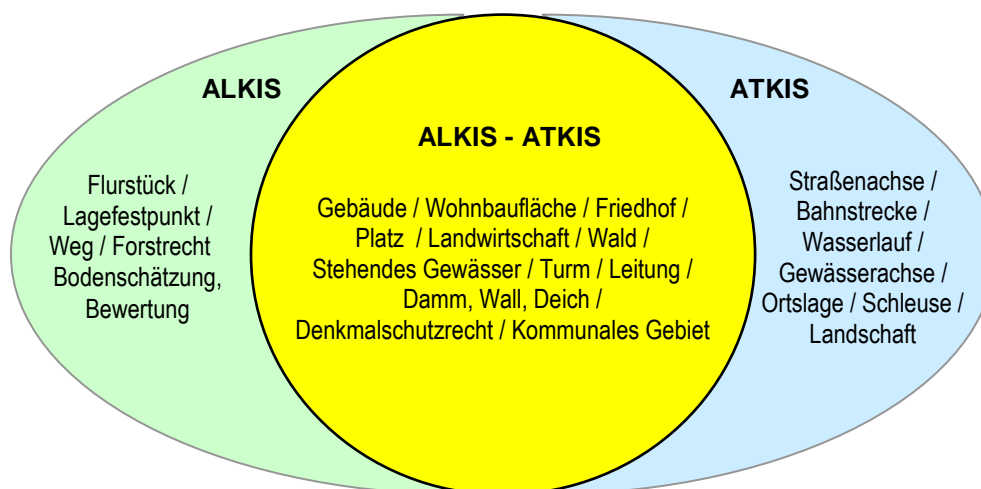 ALKIS
Flurstück /
Lagefestpunkt /
Weg / Forstrecht
Bodenschätzung,
Bewertung
ALKIS - ATKIS
Gebäude / Wohnbaufläche / Friedhof /
Platz / Landwirtschaft / Wald /
Stehendes Gewässer / Turm / Leitung /
Damm, Wall, Deich /
Denkmalschutzrecht / Kommunales Gebiet
ATKIS
Straßenachse /
Bahnstrecke /
Wasserlauf /
Gewässerachse /
Ortslage / Schleuse /
Landschaft